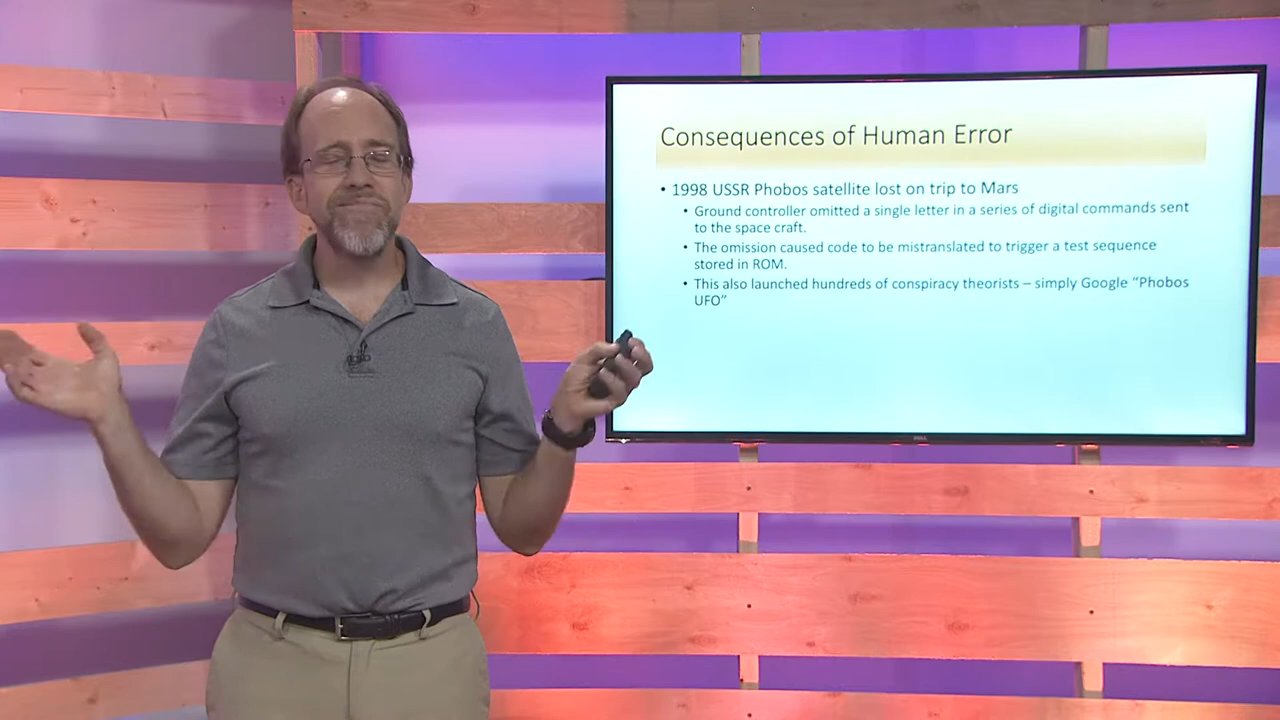 Consequences of Human Error
• 1998 USSR Phobos satellite lost on trip to Mars
• Ground controller omitted a single letter in a series of digital commands sent
to the space craft.
• The omission caused code to be mistranslated to trigger a test sequence
stored in ROM.
• This also launched hundreds of conspiracy theorists – simply Google “Phobos
UFO”
DELL